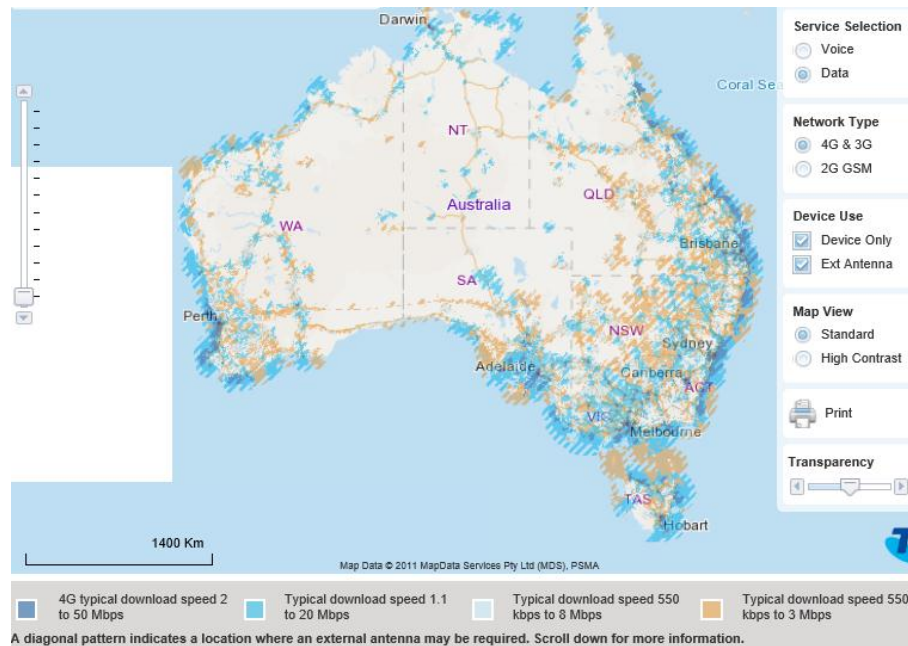 Darwin
Coral Sea
NT
QLD
Australia
WA
Brisbane
SA
Perth
NSW
Sydney
Adelaide
Canberra
ACT
VIC
Melbourne
TAS
Hobart
1400 Km
Map Data © 2011 MapData Services Pty Ltd (MDS), PSMA
Service Selection
Voice
Data
Network Type
4G & 3G
2G GSM
Device Use
Device Only
Ext Antenna
Map View
Standard
High Contrast
Print
Transparency
4G typical download speed 2
to 50 Mbps
Typical download speed 1.1
to 20 Mbps
Typical download speed 550
kbps to 8 Mbps
Typical download speed 550
kbps to 3 Mbps
A diagonal pattern indicates a location where an external antenna may be required. Scroll down for more information.